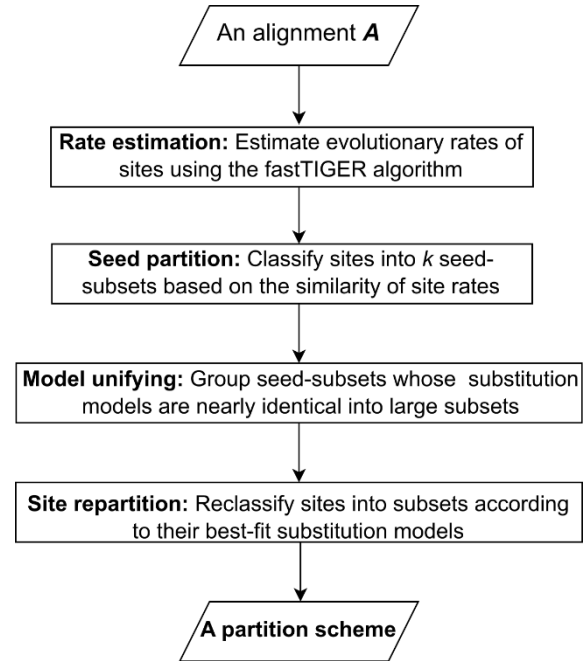 An alignment A
Rate estimation: Estimate evolutionary rates of
sites using the fastTIGER algorithm
Seed partition: Classify sites into k seed-
subsets based on the similarity of site rates
Model unifying: Group seed-subsets whose substitution
models are nearly identical into large subsets
Site repartition: Reclassify sites into subsets according
to their best-fit substitution models
A partition scheme